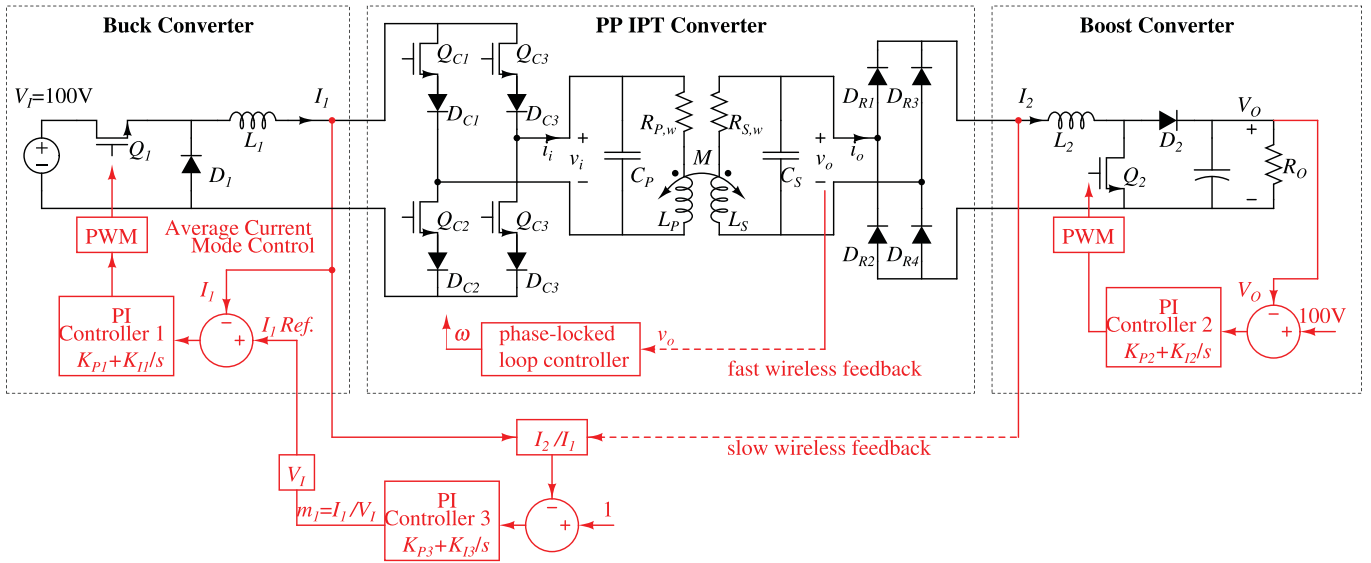 Buck Converter
V_I=100V
Q_1
D_1
L_1
I_1
PWM
Average Current
Mode Control
PI
Controller 1
K_P1+K_I1/s
I_1
−
+
I_1 Ref.
PP IPT Converter
Q_C1
Q_C3
D_C1
D_C3
Q_C2
Q_C3
D_C2
D_C3
i_i
+
v_i
−
C_P
R_P,w
L_P
M
R_S,w
L_S
C_S
+
v_o
−
i_o
D_R1
D_R3
D_R2
D_R4
ω
phase-locked
loop controller
v_o
fast wireless feedback
Boost Converter
I_2
L_2
D_2
Q_2
V_O
+
R_O
−
PWM
PI
Controller 2
K_P2+K_I2/s
V_O
−
+
100V
I_2/I_1
slow wireless feedback
V_I
m_1=I_1/V_I
PI
Controller 3
K_P3+K_I3/s
−
+
1